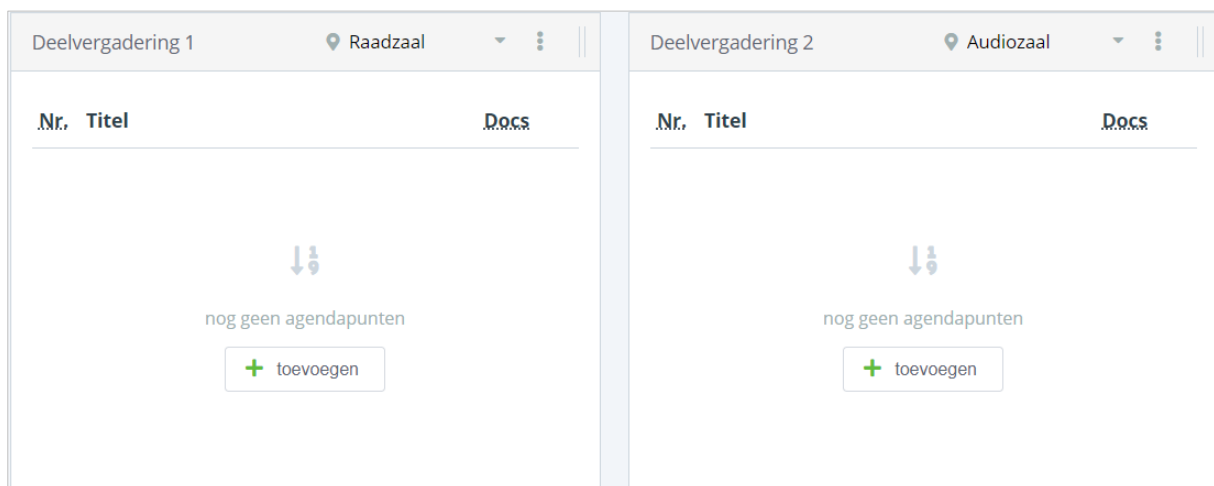 Deelvergadering 1 Raadzaal
Nr. Titel Docs
nog geen agendapunten
toevoegen
Deelvergadering 2 Audiozaal
Nr. Titel Docs
nog geen agendapunten
toevoegen